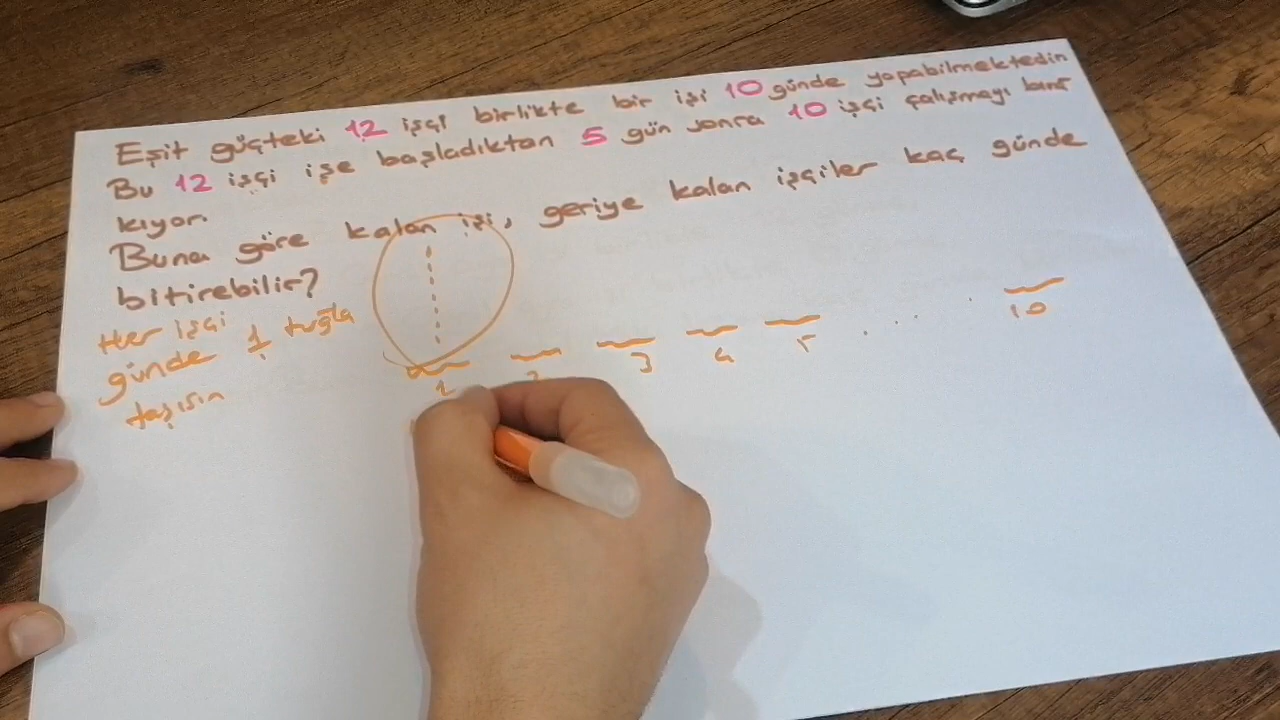 Eşit güçteki 12 işçi birlikte bir işi 10 günde yapabilmektedir.
Bu 12 işçi işe başladıktan 5 gün sonra 10 işçi çalışmayı bıra
kıyor.
Buna göre kalan işi, geriye kalan işçiler kaç günde
bitirebilir?
Her işçi
günde 1 tuğla
taşısın
1 2 3 4 5 . . . . 10